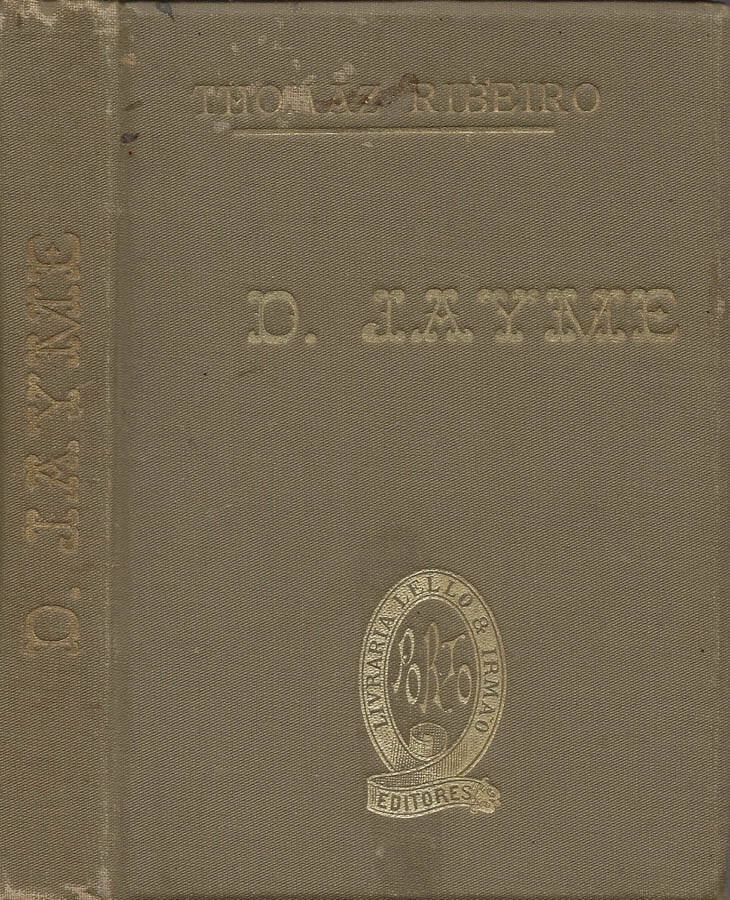 D. JAYME
THOMAZ RIBEIRO
D. JAYME
LIVRARIA LELLO & IRMÃO
PORTO
EDITORES